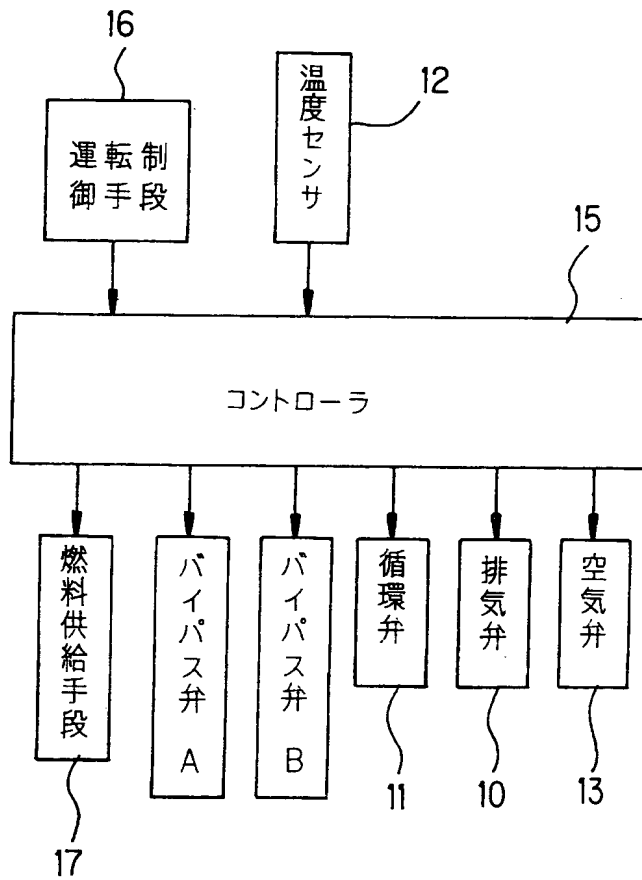 16
運転制
御手段
温度センサ
12
15
コントローラ
燃料供給手段
バイパス弁 A
バイパス弁 B
循環弁
排気弁
空気弁
17
11
10
13